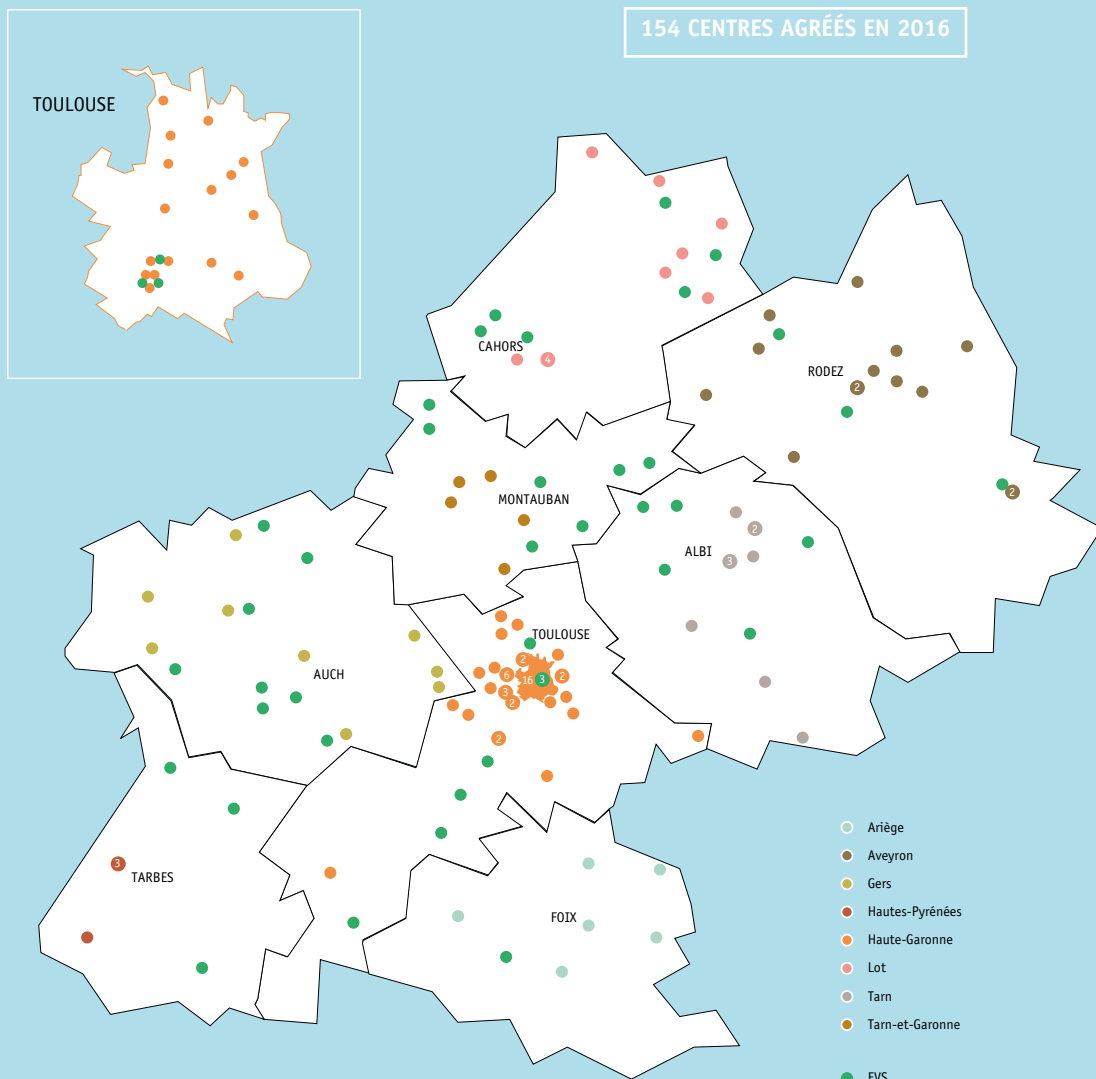 154 CENTRES AGRÉÉS EN 2016
TOULOUSE
CAHORS
4
RODEZ
2
2
MONTAUBAN
ALBI
2
3
TOULOUSE
2
6
16
3
2
3
2
2
AUCH
3
TARBES
FOIX
Ariège
Aveyron
Gers
Hautes-Pyrénées
Haute-Garonne
Lot
Tarn
Tarn-et-Garonne
EVS